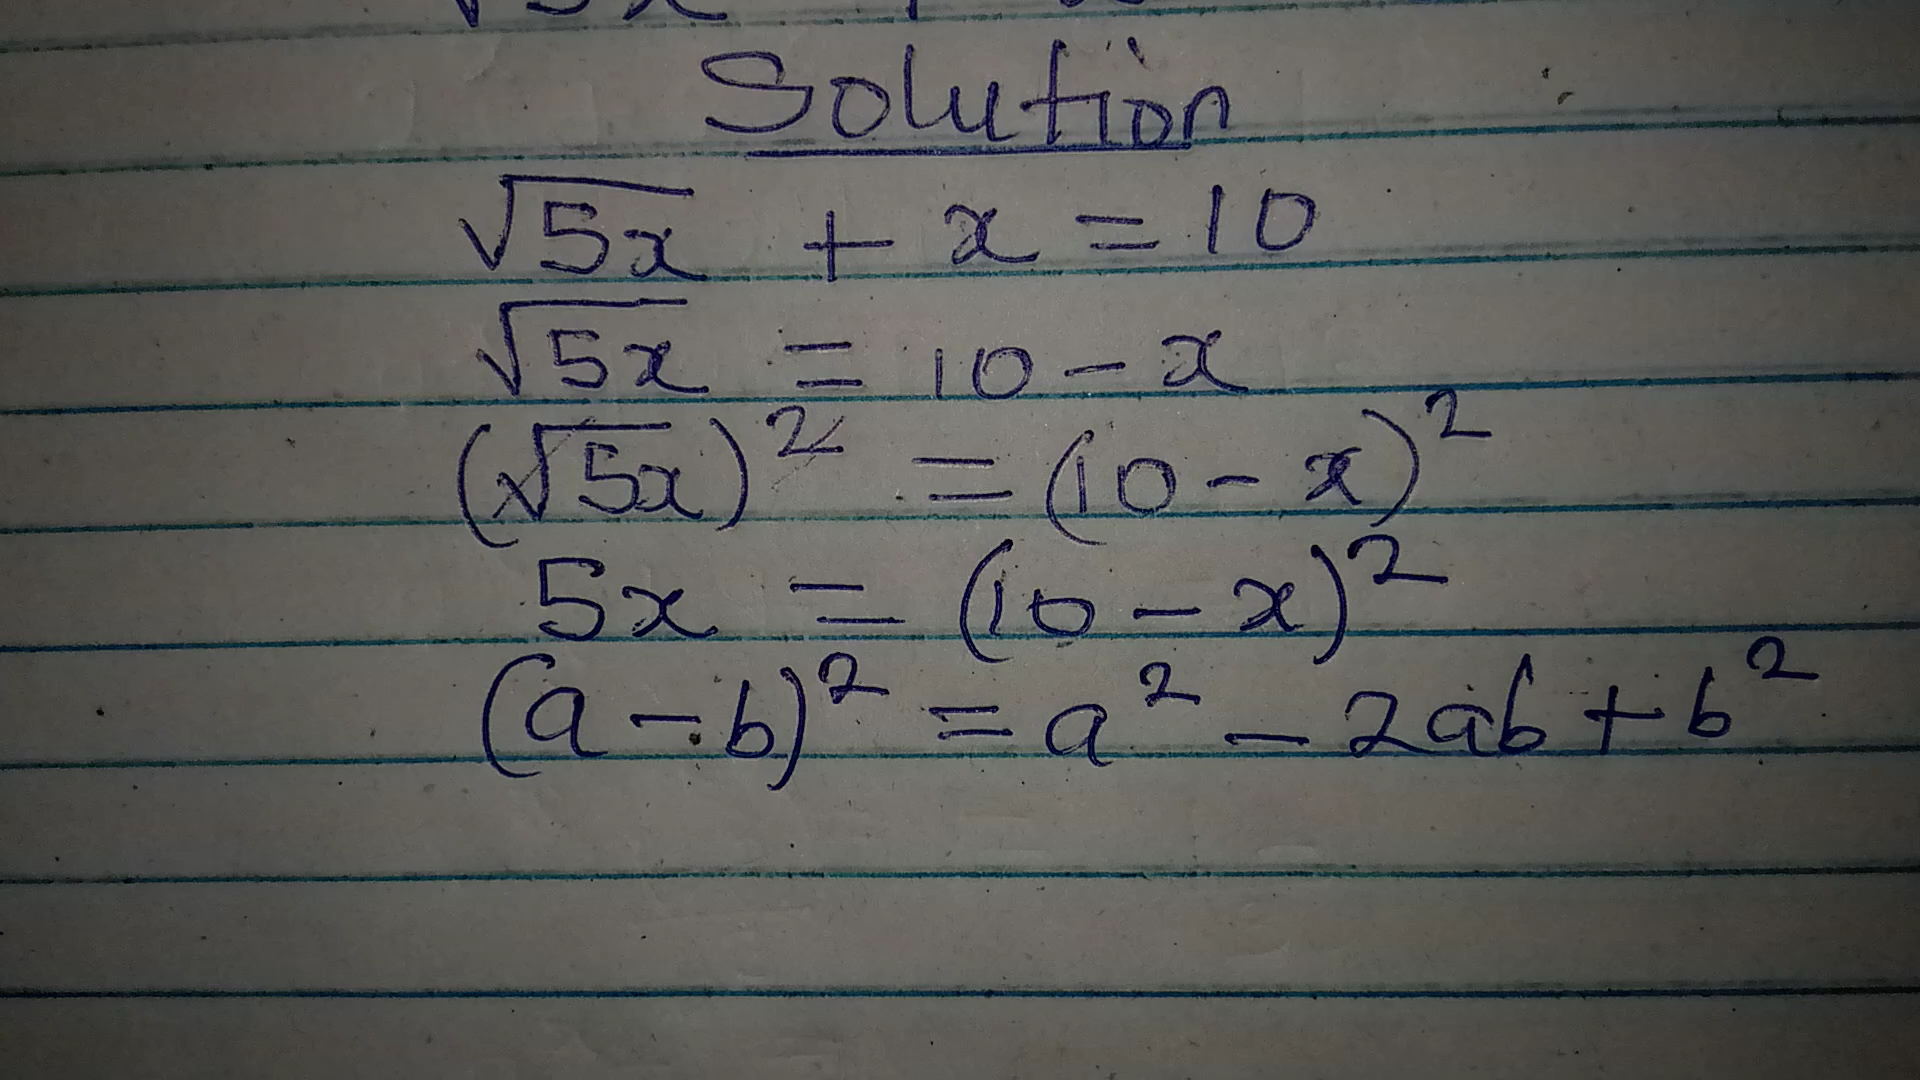 Solution
√5x + x = 10
√5x = 10 - x
(√5x)² = (10 - x)²
5x = (10 - x)²
(a - b)² = a² - 2ab + b²